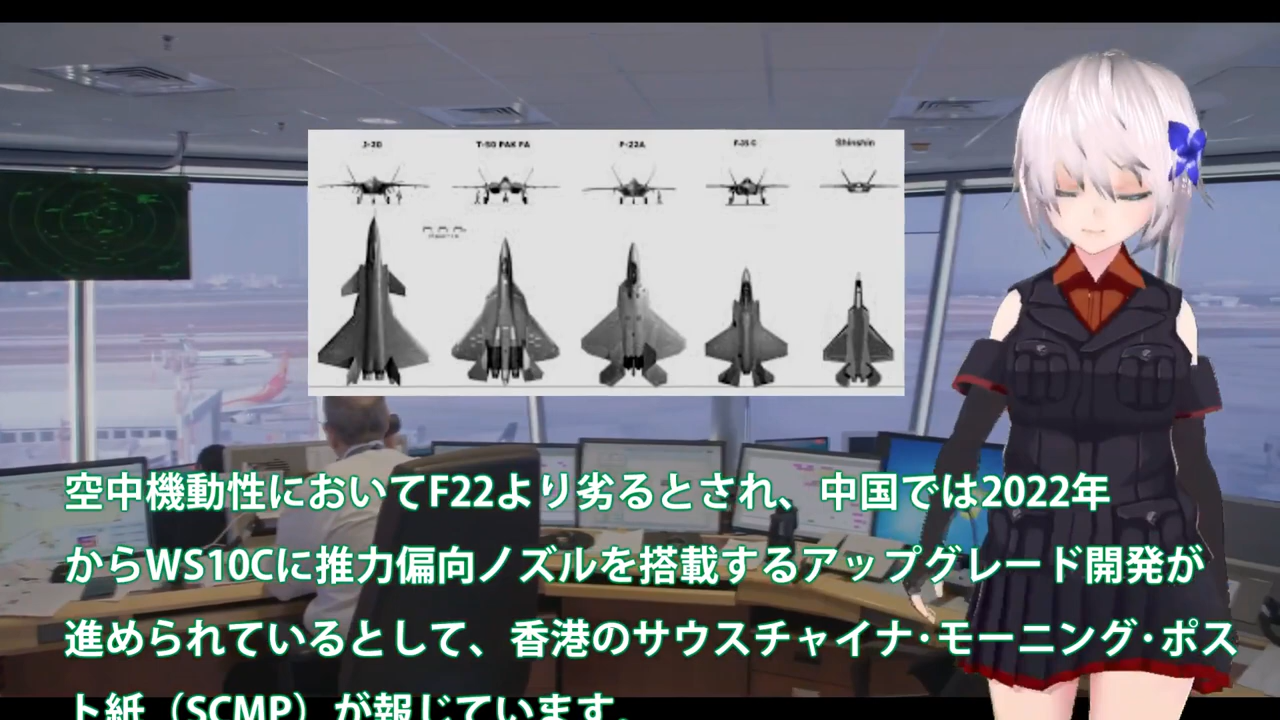 J-20 T-50 PAK FA F-22A F-35 C Shinshin
空中機動性においてF22より劣るとされ、中国では2022年
からWS10Cに推力偏向ノズルを搭載するアップグレード開発が
進められているとして、香港のサウスチャイナ・モーニング・ポス
ト紙（SCMP）が報じています。